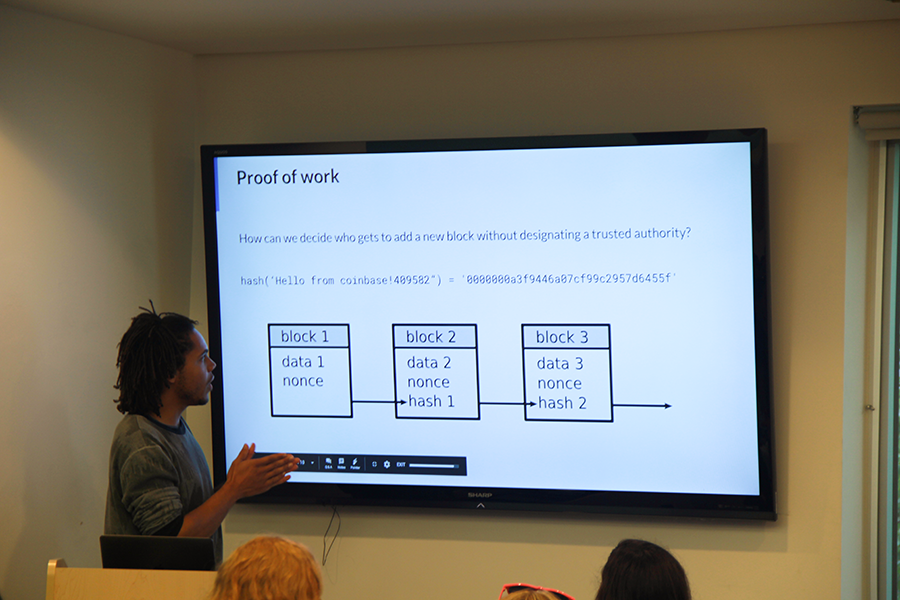 Proof of work
How can we decide who gets to add a new block without designating a trusted authority?
hash('Hello from coinbase!409582") = '0000000a3f9446a07cf99c2957d6455f'
block 1
data 1
nonce
block 2
data 2
nonce
hash 1
block 3
data 3
nonce
hash 2
EXIT
SHARP